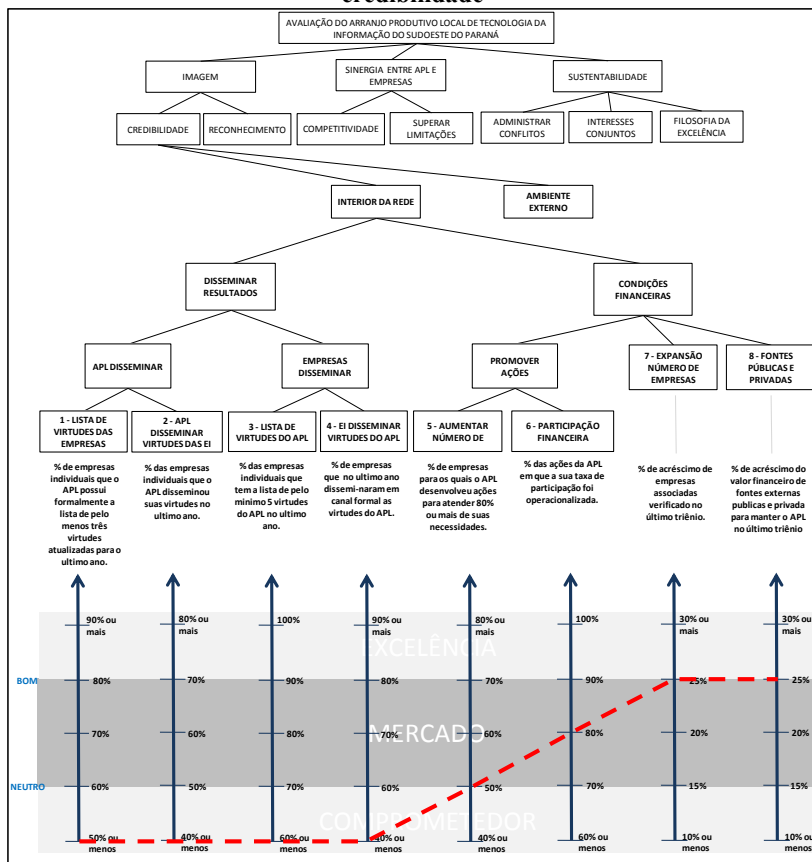 credibilidade
AVALIAÇÃO DO ARRANJO PRODUTIVO LOCAL DE TECNOLOGIA DA
INFORMAÇÃO DO SUDOESTE DO PARANÁ
IMAGEM
SINERGIA ENTRE APL E
EMPRESAS
SUSTENTABILIDADE
CREDIBILIDADE
RECONHECIMENTO
COMPETITIVIDADE
SUPERAR
LIMITAÇÕES
ADMINISTRAR
CONFLITOS
INTERESSES
CONJUNTOS
FILOSOFIA DA
EXCELÊNCIA
INTERIOR DA REDE
AMBIENTE
EXTERNO
DISSEMINAR
RESULTADOS
CONDIÇÕES
FINANCEIRAS
APL DISSEMINAR
EMPRESAS
DISSEMINAR
PROMOVER
AÇÕES
7 - EXPANSÃO
NÚMERO DE
EMPRESAS
8 - FONTES
PÚBLICAS E
PRIVADAS
1 - LISTA DE
VIRTUDES DAS
EMPRESAS
2 - APL
DISSEMINAR
VIRTUDES DAS EI
3 - LISTA DE
VIRTUDES DO APL
4 - EI DISSEMINAR
VIRTUDES DO APL
5 - AUMENTAR
NÚMERO DE
6 - PARTICIPAÇÃO
FINANCEIRA
% de empresas
individuais que o
APL possui
formalmente a
lista de pelo
menos três
virtudes
atualizadas para o
ultimo ano.
% das empresas
individuais que o
APL disseminou
suas virtudes no
ultimo ano.
% das empresas
individuais que
tem a lista de pelo
minimo 5 virtudes
do APL no ultimo
ano.
% de empresas
que no ultimo ano
dissemi-naram em
canal formal as
virtudes do APL.
% de empresas
para os quais o APL
desenvolveu ações
para atender 80%
ou mais de suas
necessidades.
% das ações da APL
em que a sua taxa de
participação foi
operacionalizada.
% de acréscimo de
empresas
associadas
verificado no
último triênio.
% de acréscimo do
valor financeiro de
fontes externas
publicas e privada
para manter o APL
no último triênio
90% ou
mais
80% ou
mais
100%
90% ou
mais
80% ou
mais
100%
30% ou
mais
30% ou
mais
EXCELÊNCIA
BOM
80%
70%
90%
80%
70%
90%
25%
25%
70%
60%
80%
70%
60%
80%
20%
20%
MERCADO
NEUTRO
60%
50%
70%
60%
50%
70%
15%
15%
COMPROMETEDOR
50% ou
menos
40% ou
menos
60% ou
menos
40% ou
menos
40% ou
menos
60% ou
menos
10% ou
menos
10% ou
menos